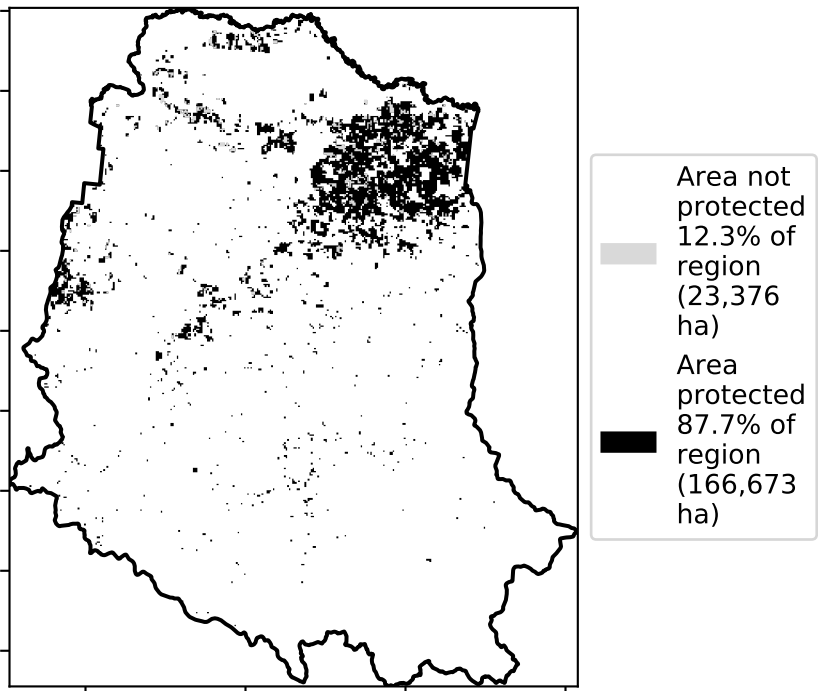 Area not
protected
12.3% of
region
(23,376
ha)
Area
protected
87.7% of
region
(166,673
ha)